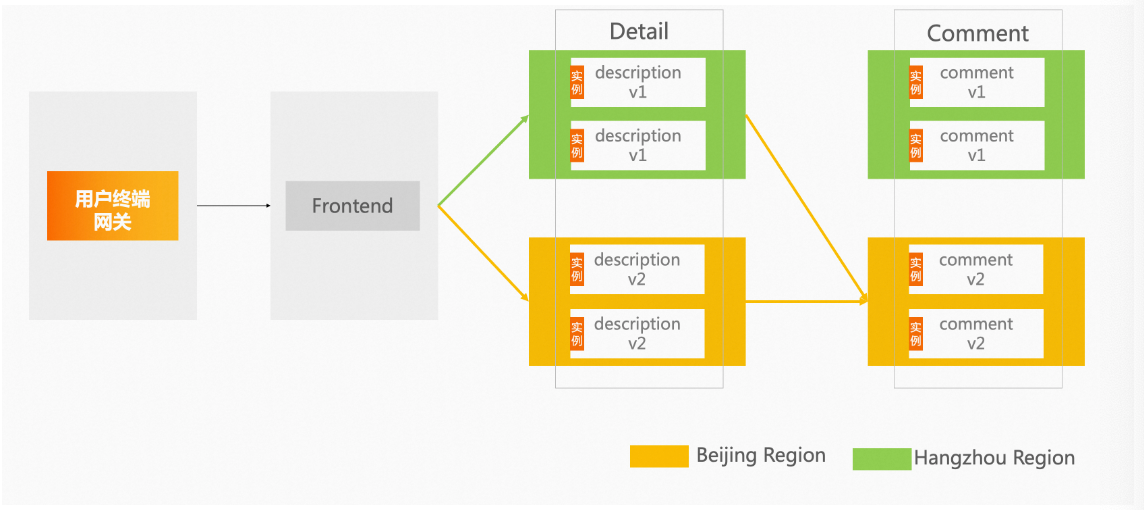 用户终端
网关
Frontend
Detail
实例
description
v1
实例
description
v1
实例
description
v2
实例
description
v2
Comment
实例
comment
v1
实例
comment
v1
实例
comment
v2
实例
comment
v2
Beijing Region
Hangzhou Region